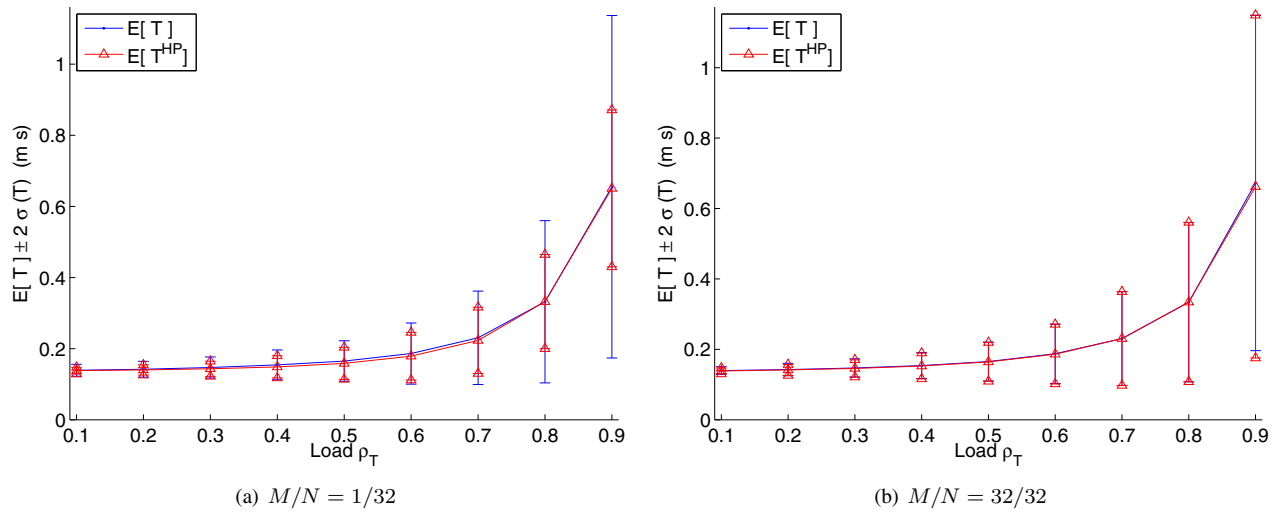 E[ T ]
E[ T^HP]
1
0.8
0.6
0.4
0.2
0
E[ T ] ± 2 σ (T) (m s)
0.1 0.2 0.3 0.4 0.5 0.6 0.7 0.8 0.9
Load ρ_T
(a) M/N = 1/32
E[ T ]
E[ T^HP]
1
0.8
0.6
0.4
0.2
0
E[ T ] ± 2 σ (T) (m s)
0.1 0.2 0.3 0.4 0.5 0.6 0.7 0.8 0.9
Load ρ_T
(b) M/N = 32/32